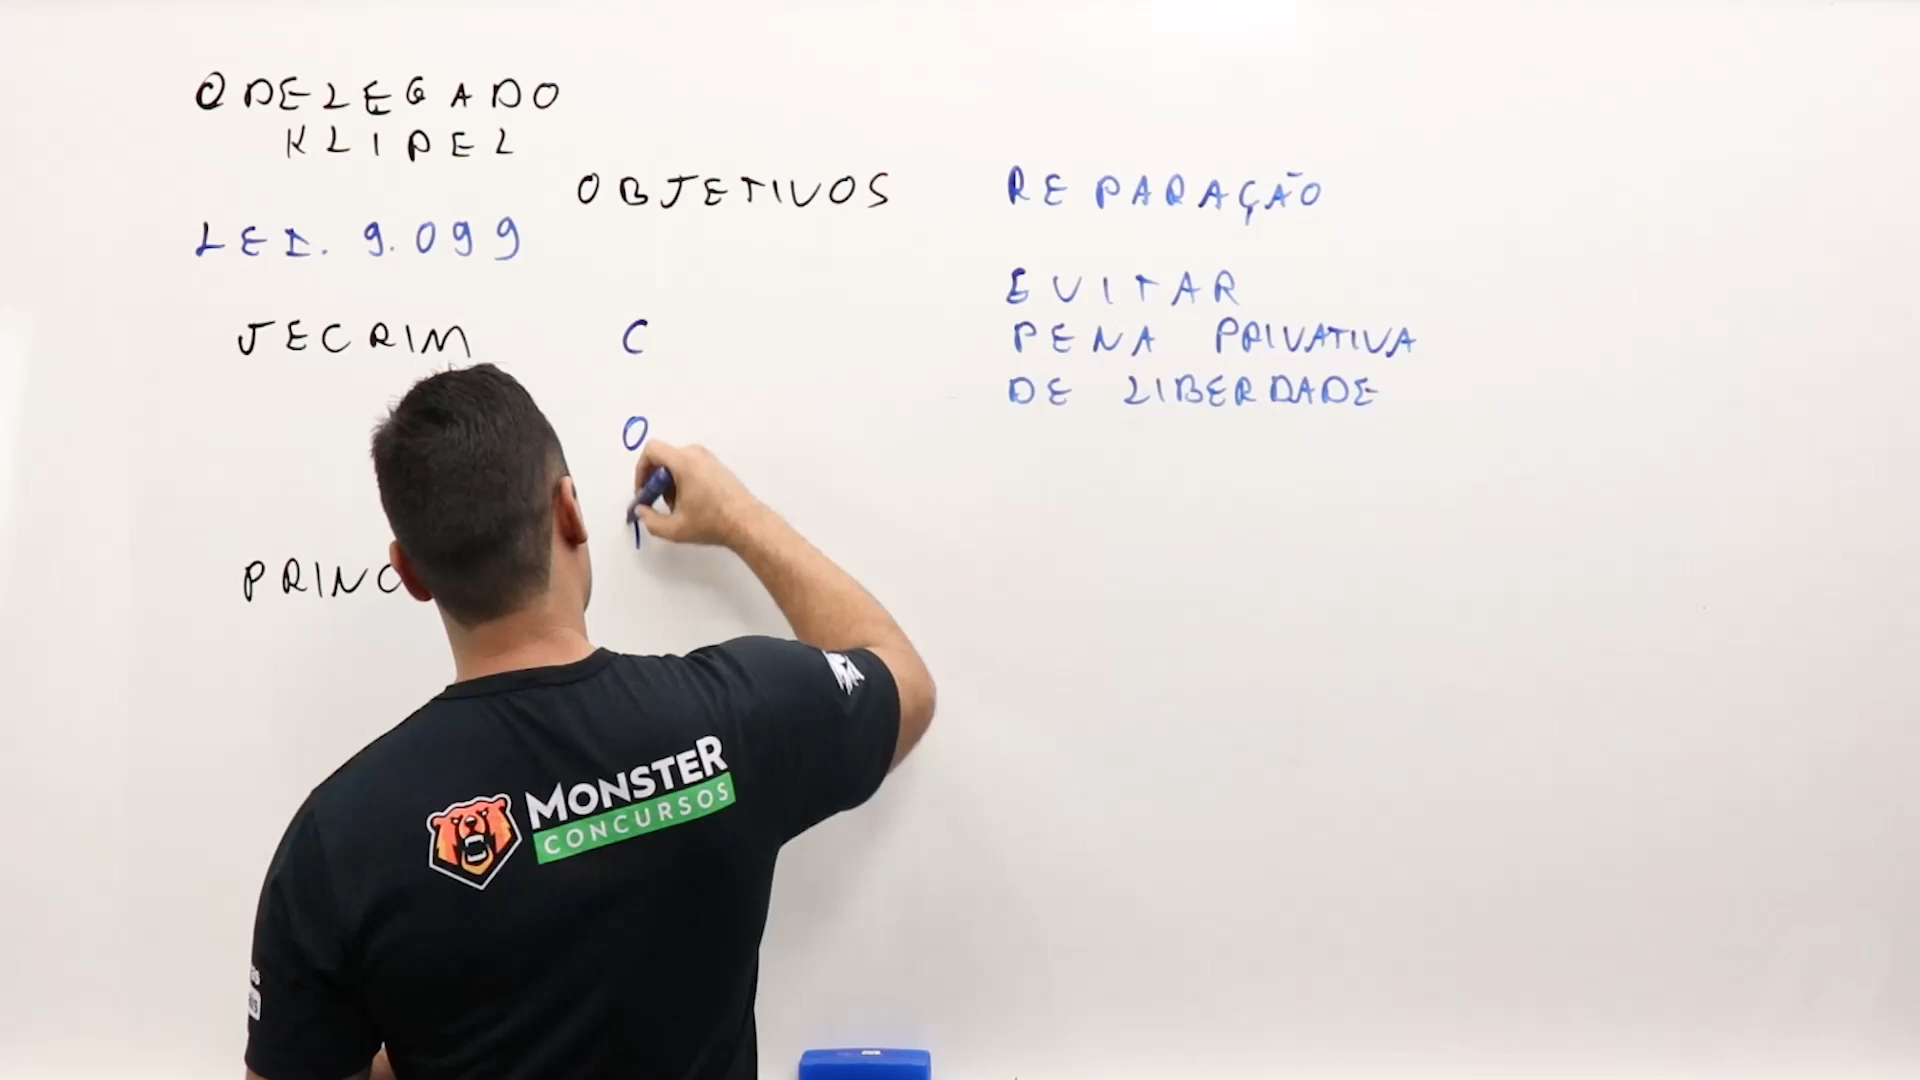 @DELEGADO
KLIPEL
OBJETIVOS
REPARAÇÃO
LEI. 9.099
EVITAR
PENA PRIVATIVA
DE LIBERDADE
JECRIM
C
O
PRINC
MONSTER
CONCURSOS